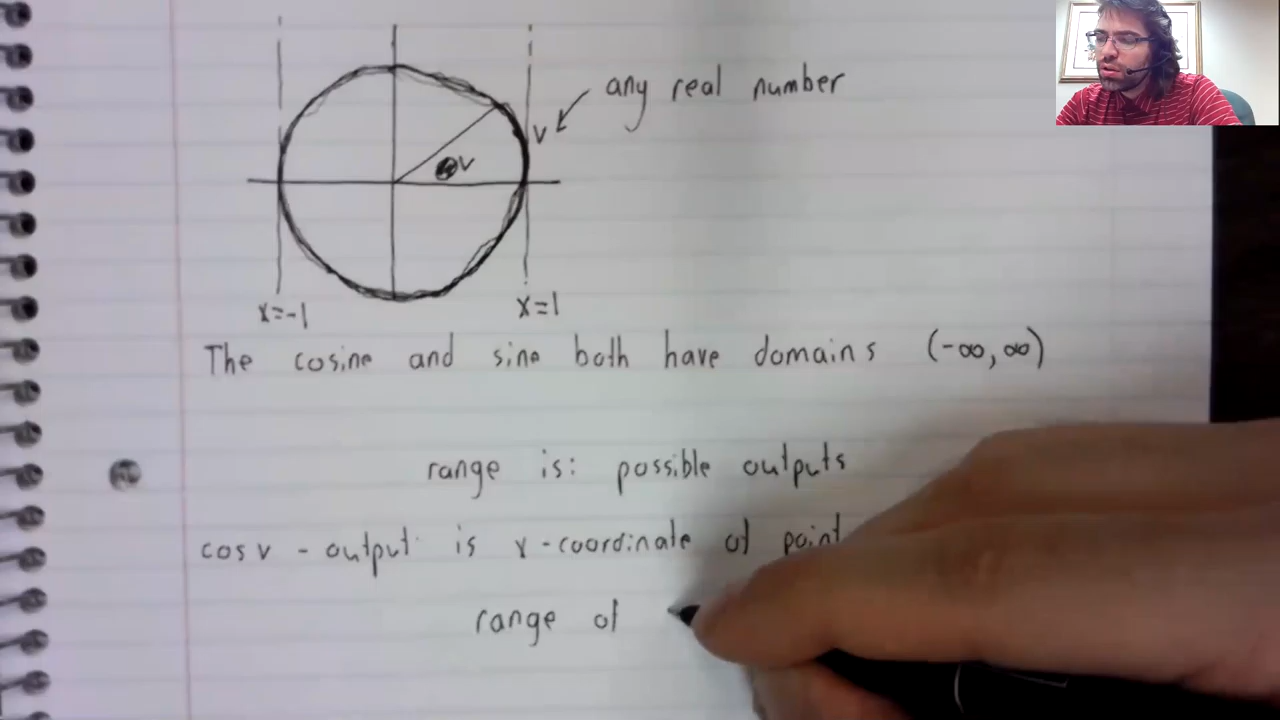 any real number
v
v
x=-1
x=1
The cosine and sine both have domains (-∞,∞)
range is: possible outputs
cos v - output is x-coordinate of point
range of